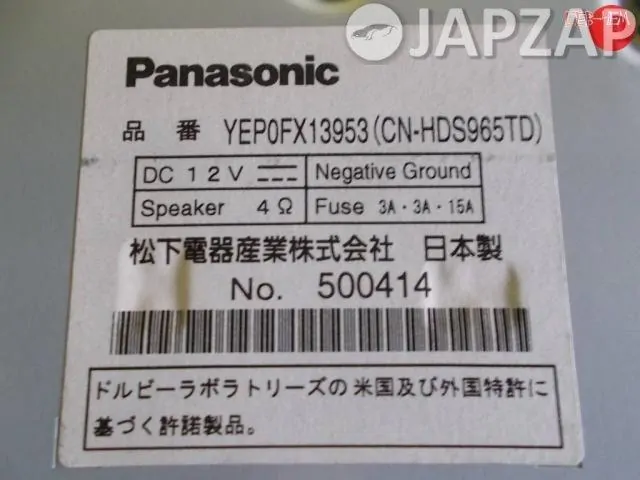 JAPZAP
Panasonic
品 番 YEP0FX13953(CN-HDS965TD)
DC 12V Negative Ground
Speaker 4Ω Fuse 3A・3A・15A
松下電器産業株式会社 日本製
No. 500414
ドルビーラボラトリーズの米国及び外国特許に
基づく許諾製品。